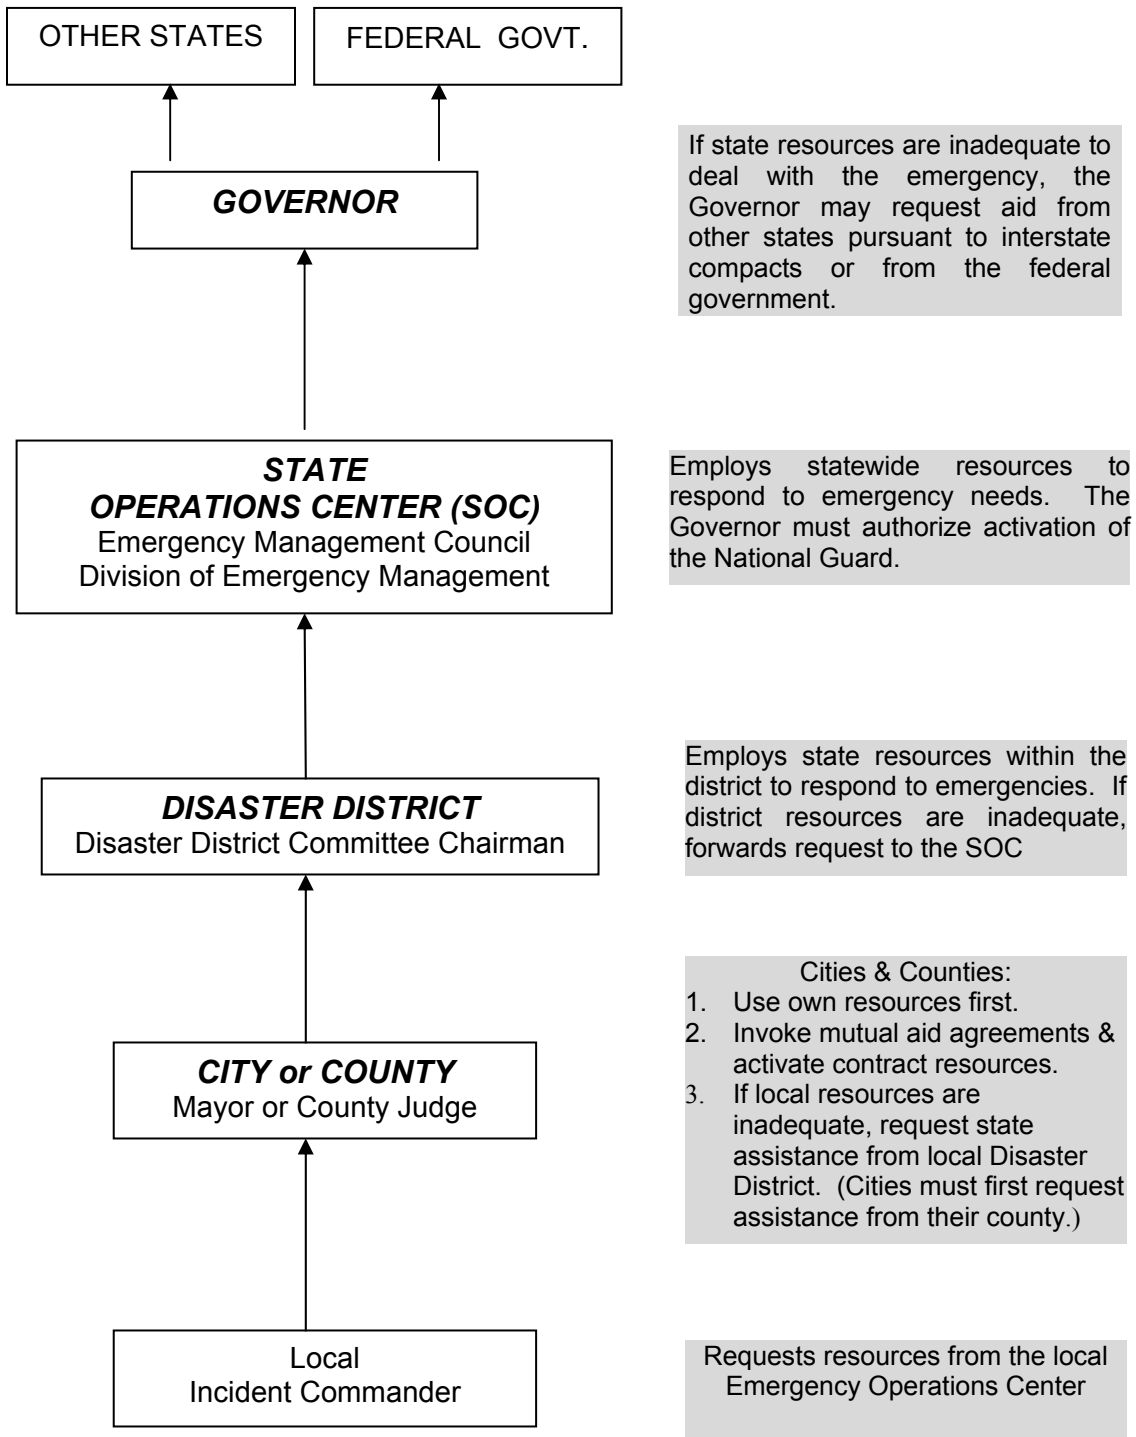 OTHER STATES
FEDERAL GOVT.
GOVERNOR
If state resources are inadequate to
deal with the emergency, the
Governor may request aid from
other states pursuant to interstate
compacts or from the federal
government.
STATE
OPERATIONS CENTER (SOC)
Emergency Management Council
Division of Emergency Management
Employs statewide resources to
respond to emergency needs. The
Governor must authorize activation of
the National Guard.
DISASTER DISTRICT
Disaster District Committee Chairman
Employs state resources within the
district to respond to emergencies. If
district resources are inadequate,
forwards request to the SOC
CITY or COUNTY
Mayor or County Judge
Cities & Counties:
1. Use own resources first.
2. Invoke mutual aid agreements &
activate contract resources.
3. If local resources are
inadequate, request state
assistance from local Disaster
District. (Cities must first request
assistance from their county.)
Local
Incident Commander
Requests resources from the local
Emergency Operations Center